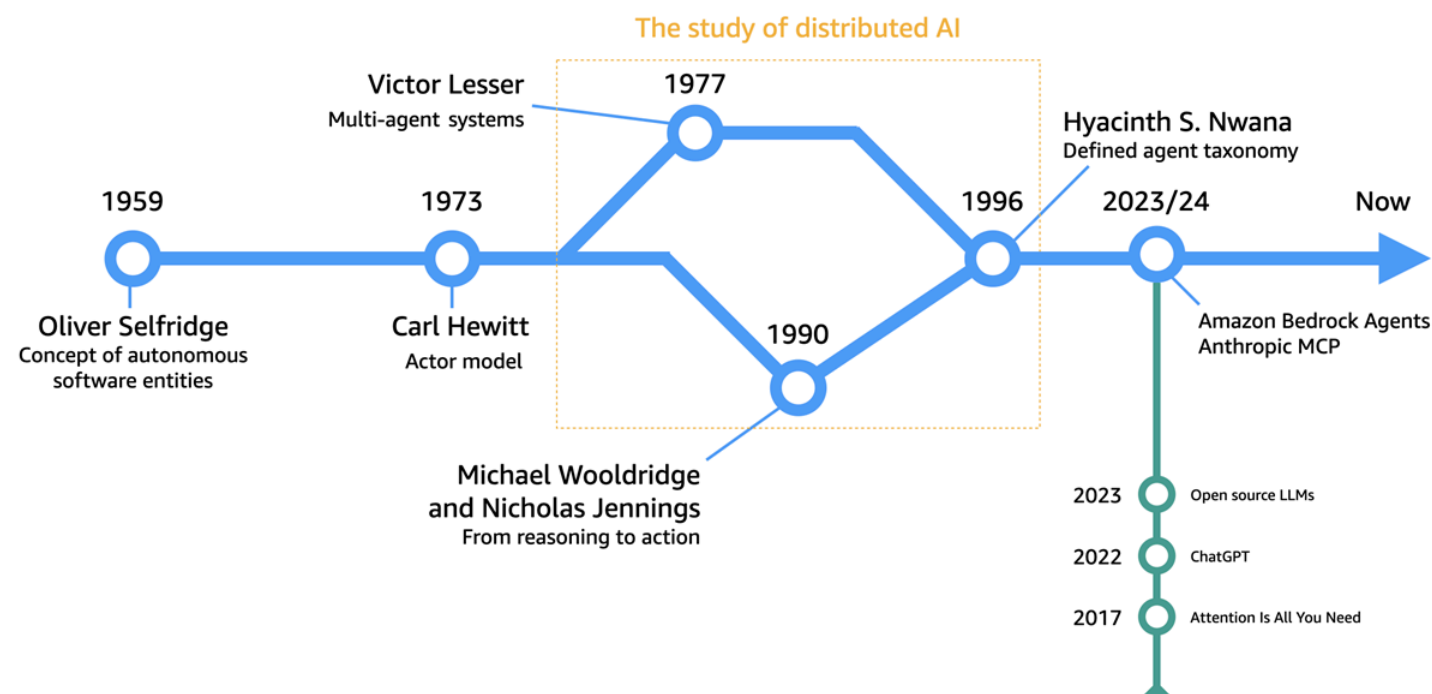 The study of distributed AI
Victor Lesser
Multi-agent systems
1977
Hyacinth S. Nwana
Defined agent taxonomy
1959
1973
1996
2023/24
Now
Oliver Selfridge
Concept of autonomous
software entities
Carl Hewitt
Actor model
1990
Amazon Bedrock Agents
Anthropic MCP
Michael Wooldridge
and Nicholas Jennings
From reasoning to action
2023 Open source LLMs
2022 ChatGPT
2017 Attention Is All You Need